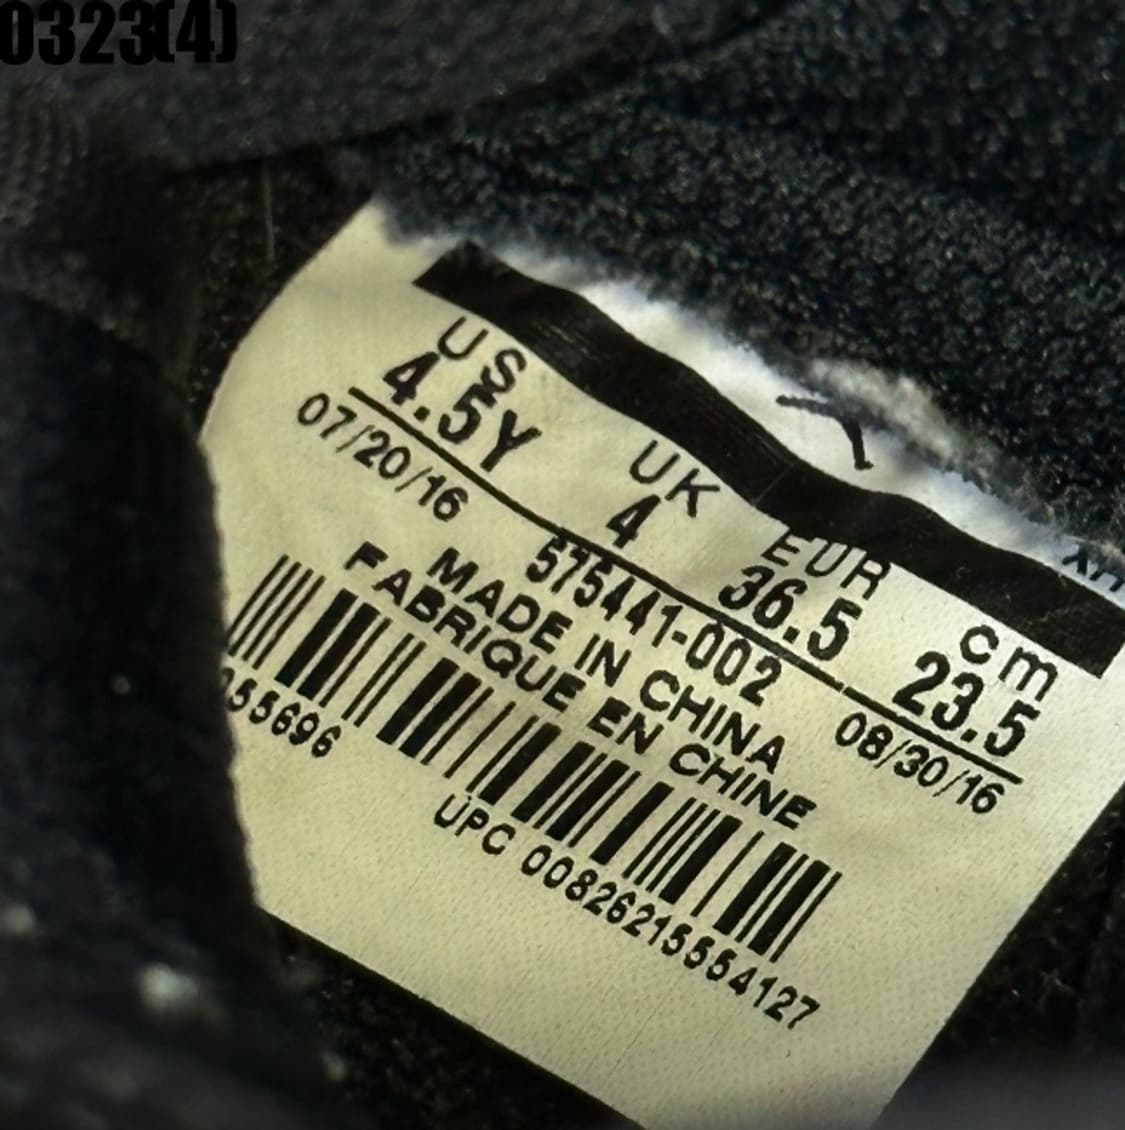 0323(4)
US UK EUR cm
4.5Y 4 36.5 23.5
07/20/16 575441-002 08/30/16
MADE IN CHINA
FABRIQUE EN CHINE
55696
UPC 00826215554127
XH